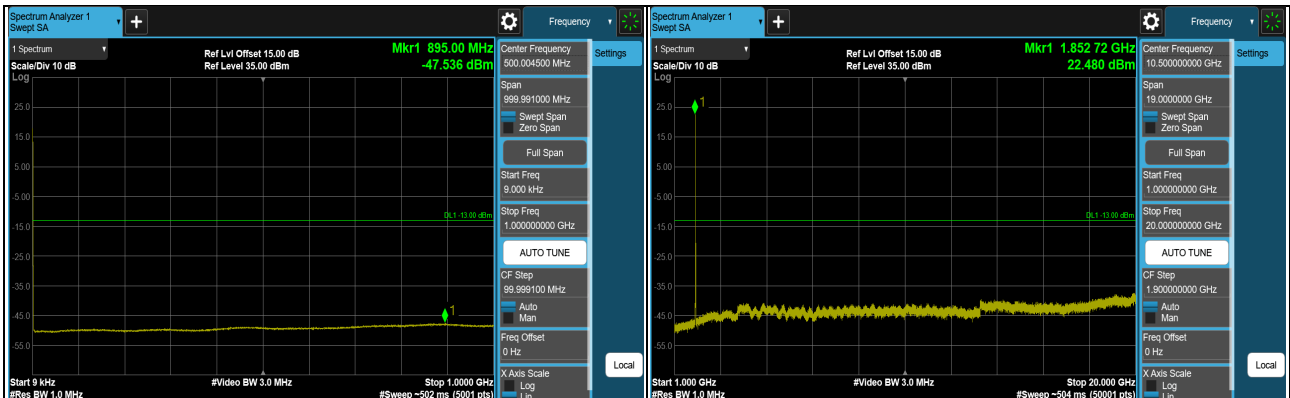 Spectrum Analyzer 1
Swept SA
+
Frequency
1 Spectrum
Scale/Div 10 dB
Log
Ref Lvl Offset 15.00 dB
Ref Level 35.00 dBm
Mkr1 895.00 MHz
-47.536 dBm
25.0
15.0
5.00
-5.00
-15.0
-25.0
-35.0
-45.0
-55.0
DL1 -13.00 dBm
1
Start 9 kHz
#Res BW 1.0 MHz
#Video BW 3.0 MHz
Stop 1.0000 GHz
#Sweep ~502 ms (5001 pts)
Center Frequency
500.004500 MHz
Span
999.991000 MHz
Swept Span
Zero Span
Full Span
Start Freq
9.000 kHz
Stop Freq
1.000000000 GHz
AUTO TUNE
CF Step
99.999100 MHz
Auto
Man
Freq Offset
0 Hz
X Axis Scale
Log
Lin
Settings
Local
Spectrum Analyzer 1
Swept SA
+
Frequency
1 Spectrum
Scale/Div 10 dB
Log
Ref Lvl Offset 15.00 dB
Ref Level 35.00 dBm
Mkr1 1.852 72 GHz
22.480 dBm
25.0
15.0
5.00
-5.00
-15.0
-25.0
-35.0
-45.0
-55.0
1
DL1 -13.00 dBm
Start 1.000 GHz
#Res BW 1.0 MHz
#Video BW 3.0 MHz
Stop 20.000 GHz
#Sweep ~504 ms (5001 pts)
Center Frequency
10.500000000 GHz
Span
19.0000000 GHz
Swept Span
Zero Span
Full Span
Start Freq
1.000000000 GHz
Stop Freq
20.000000000 GHz
AUTO TUNE
CF Step
1.900000000 GHz
Auto
Man
Freq Offset
0 Hz
X Axis Scale
Log
Lin
Settings
Local